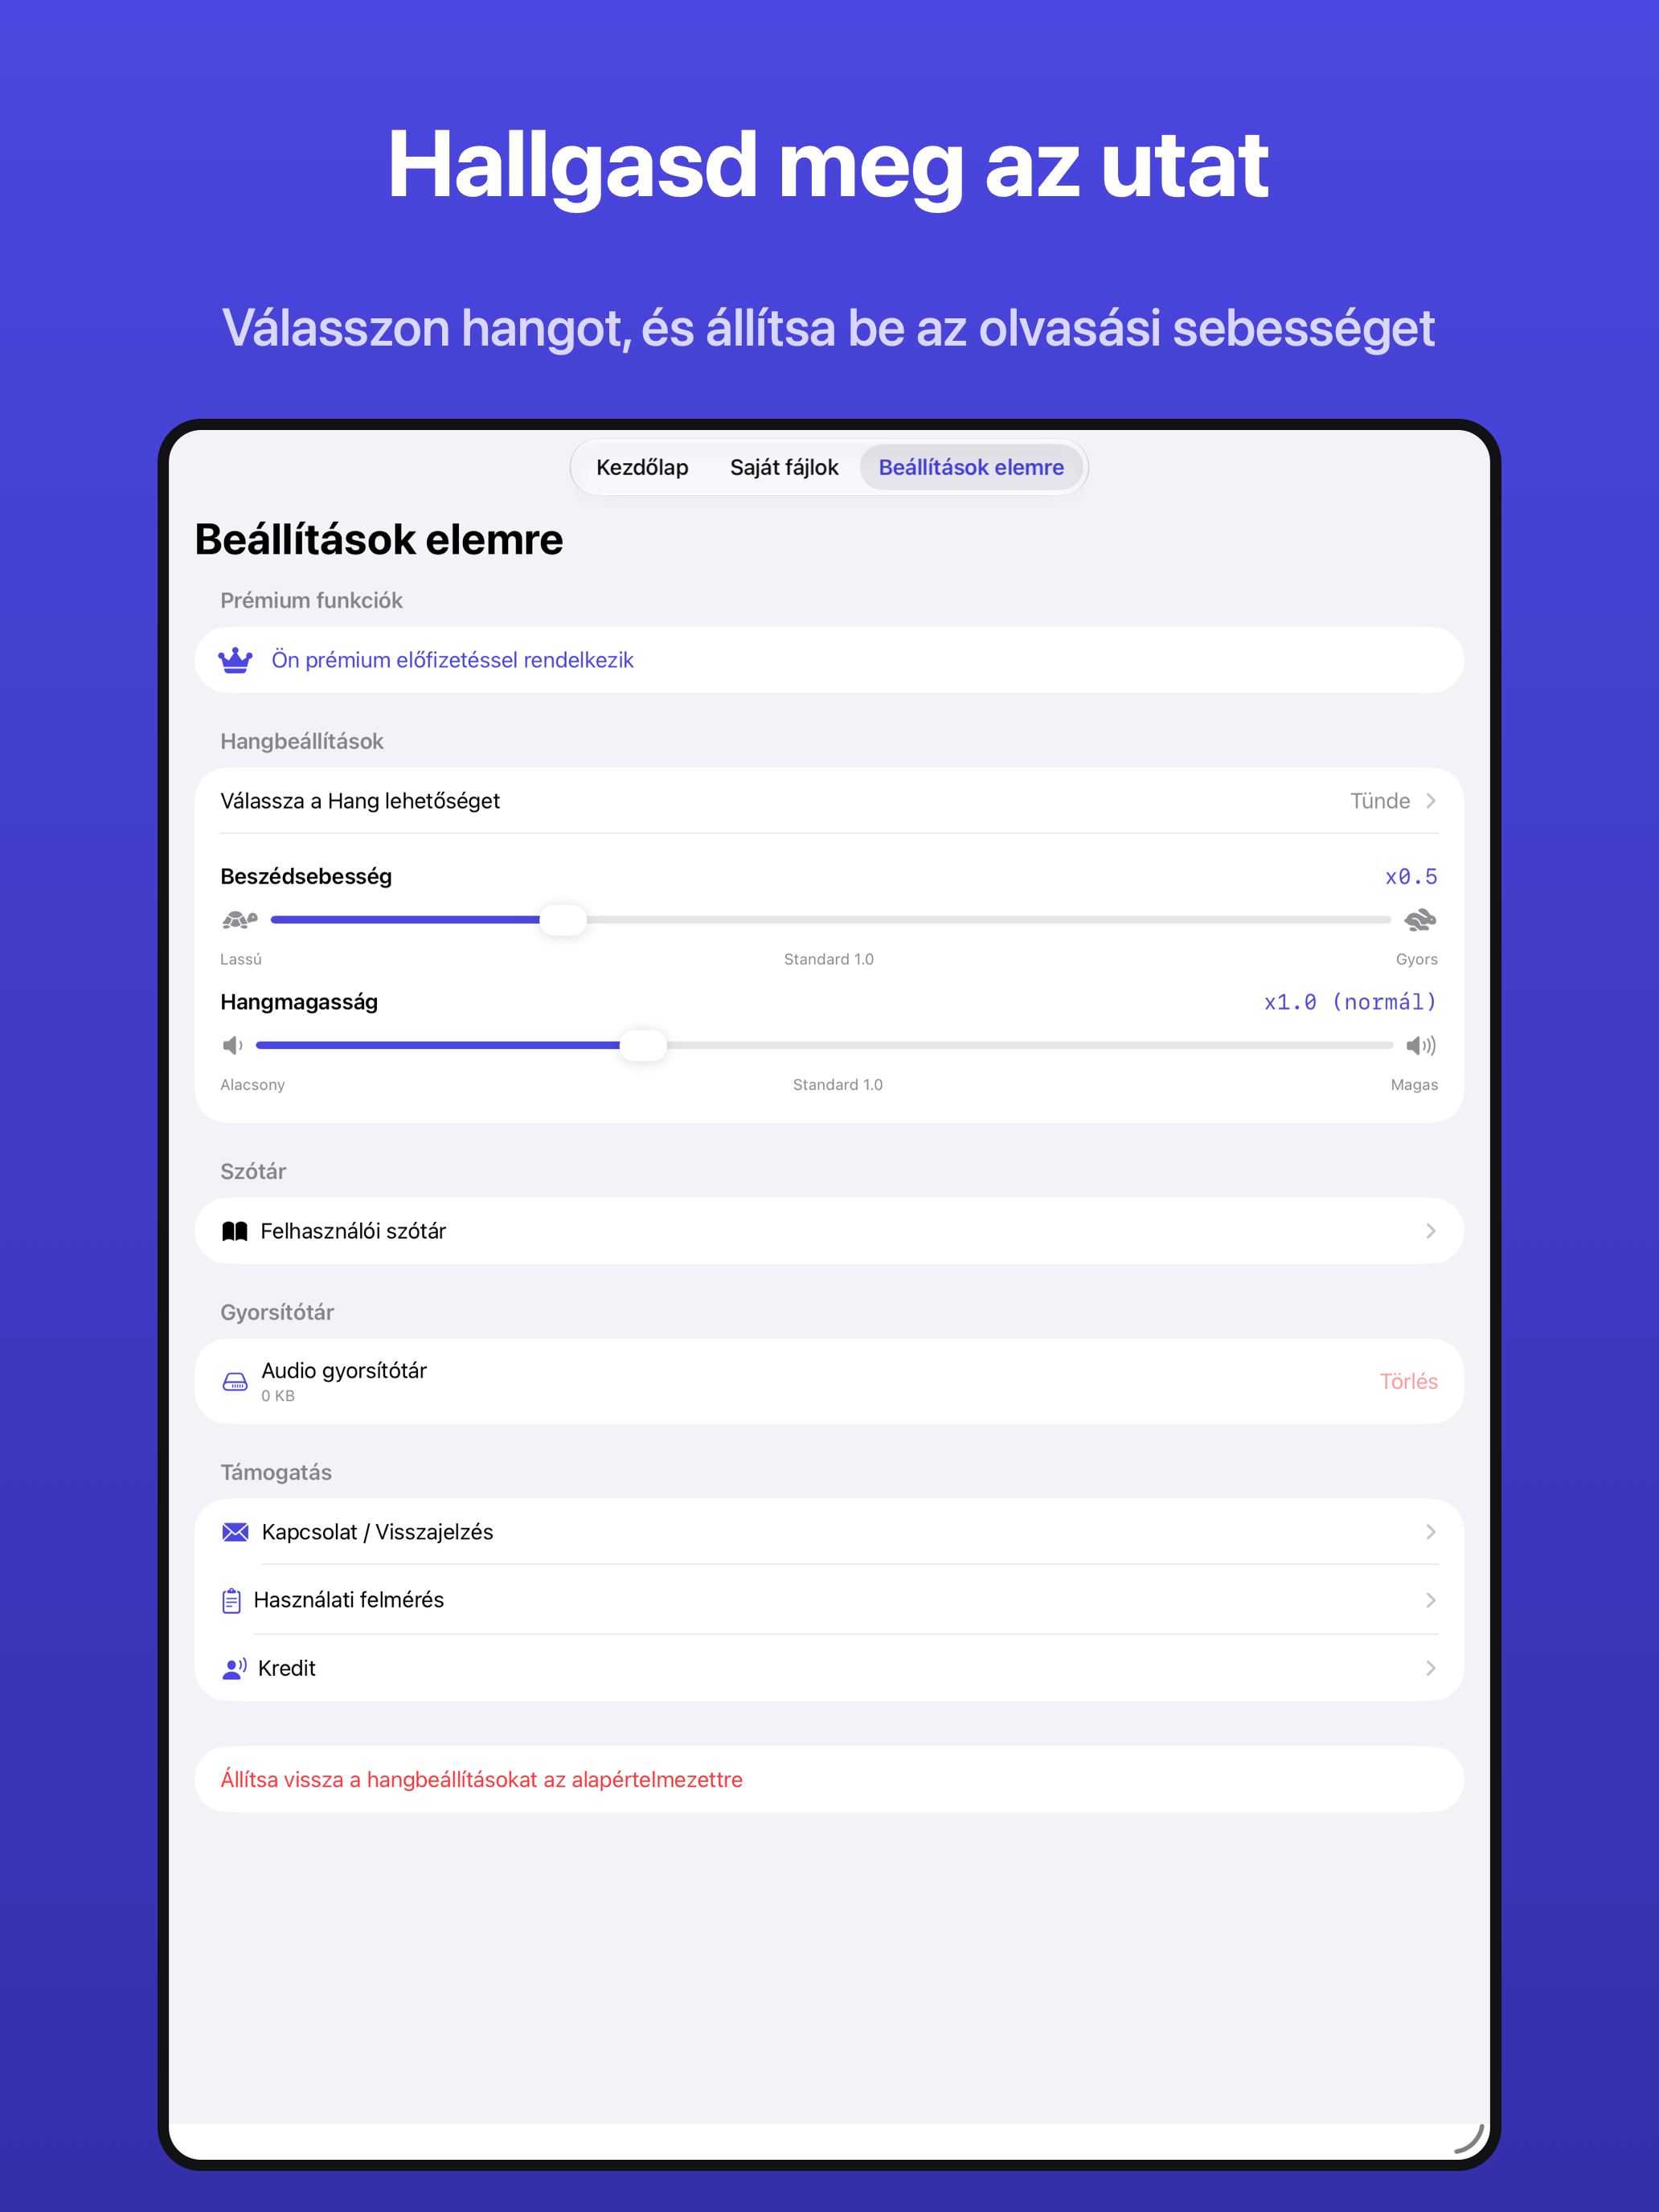 Hallgasd meg az utat
Válasszon hangot, és állítsa be az olvasási sebességet
Kezdőlap Saját fájlok Beállítások elemre
Beállítások elemre
Prémium funkciók
Ön prémium előfizetéssel rendelkezik
Hangbeállítások
Válassza a Hang lehetőséget Tünde
Beszédsebesség x0.5
Lassú Standard 1.0 Gyors
Hangmagasság x1.0 (normál)
Alacsony Standard 1.0 Magas
Szótár
Felhasználói szótár
Gyorsítótár
Audio gyorsítótár
0 KB
Törlés
Támogatás
Kapcsolat / Visszajelzés
Használati felmérés
Kredit
Állítsa vissza a hangbeállításokat az alapértelmezettre